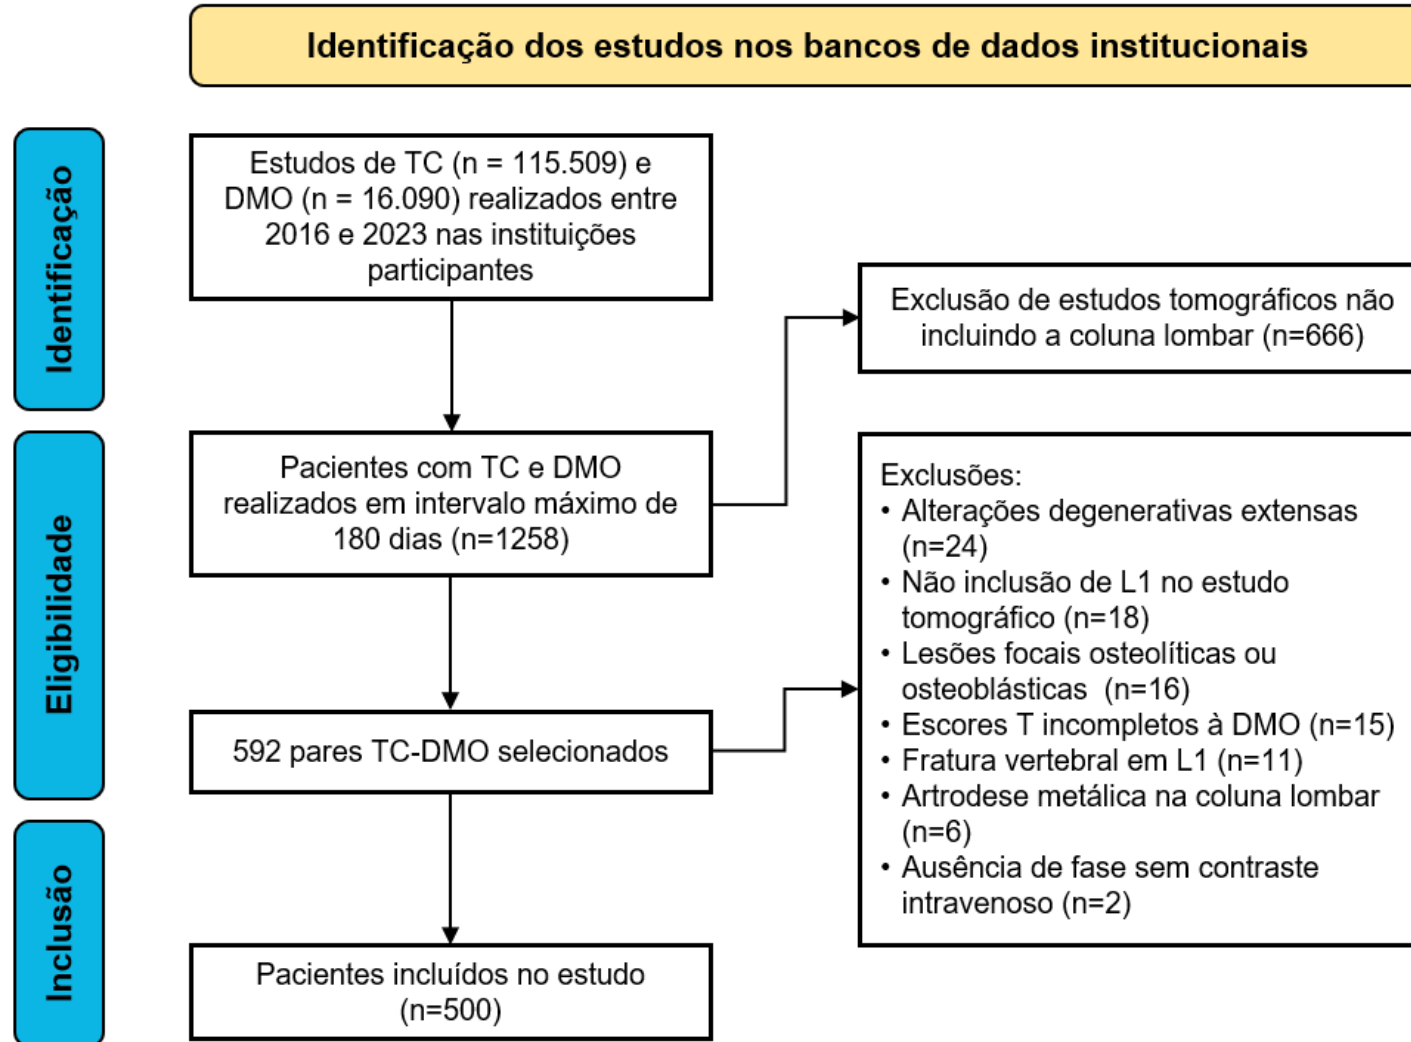 Identificação dos estudos nos bancos de dados institucionais
Identificação
Estudos de TC (n = 115.509) e
DMO (n = 16.090) realizados entre
2016 e 2023 nas instituições
participantes
Exclusão de estudos tomográficos não
incluindo a coluna lombar (n=666)
Eligibilidade
Pacientes com TC e DMO
realizados em intervalo máximo de
180 dias (n=1258)
592 pares TC-DMO selecionados
Exclusões:
• Alterações degenerativas extensas
(n=24)
• Não inclusão de L1 no estudo
tomográfico (n=18)
• Lesões focais osteolíticas ou
osteoblásticas (n=16)
• Escores T incompletos à DMO (n=15)
• Fratura vertebral em L1 (n=11)
• Artrodese metálica na coluna lombar
(n=6)
• Ausência de fase sem contraste
intravenoso (n=2)
Inclusão
Pacientes incluídos no estudo
(n=500)